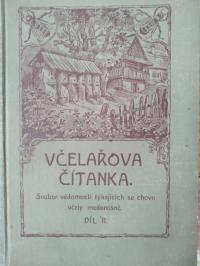 VČELAŘOVA
ČÍTANKA.
Soubor vědomostí týkajících se chovu
včely medonosné.
DÍL II.